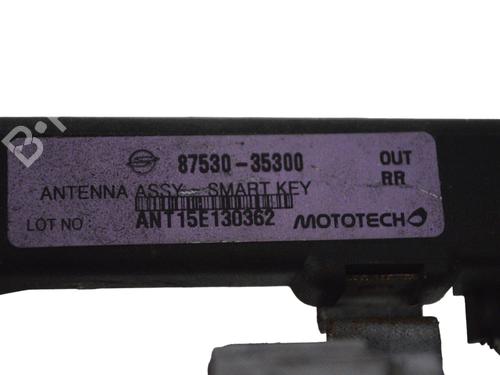 87530-35300 OUT
RR
ANTENNA ASSY - SMART KEY
LOT NO : ANT15E130362 MOTOTECH